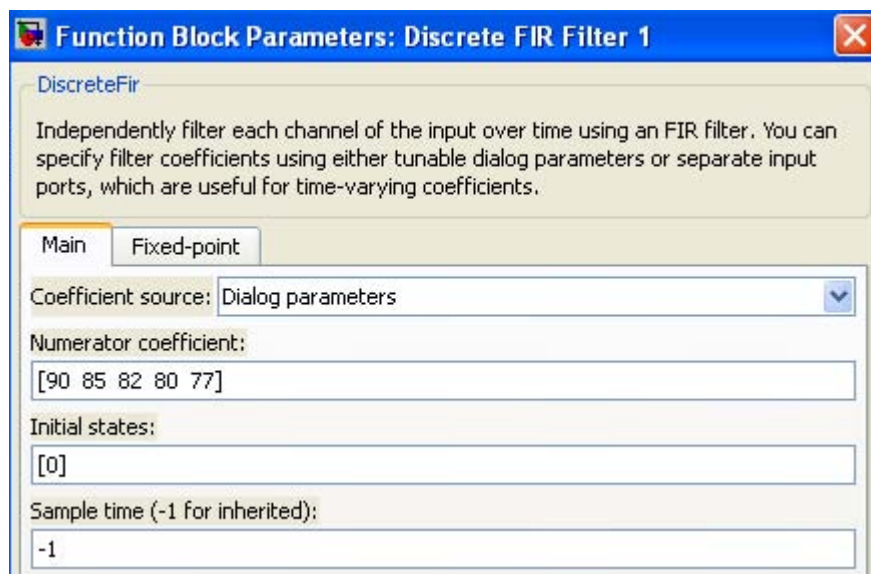 Function Block Parameters: Discrete FIR Filter 1
DiscreteFir
Independently filter each channel of the input over time using an FIR filter. You can
specify filter coefficients using either tunable dialog parameters or separate input
ports, which are useful for time-varying coefficients.
Main Fixed-point
Coefficient source: Dialog parameters
Numerator coefficient:
[90 85 82 80 77]
Initial states:
[0]
Sample time (-1 for inherited):
-1